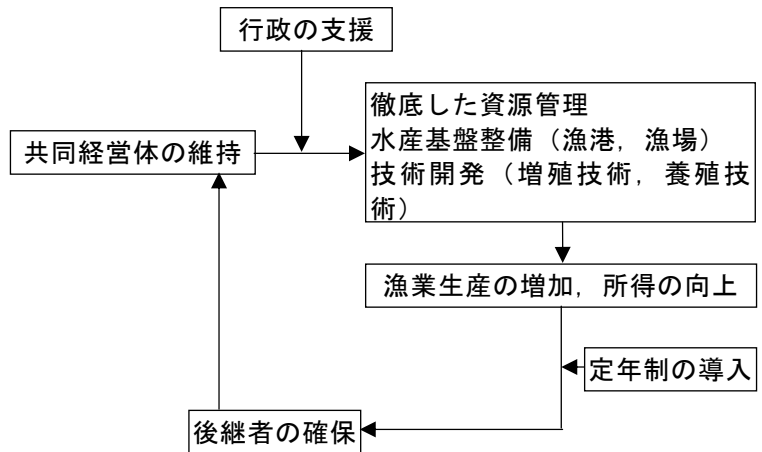 行政の支援
共同経営体の維持
徹底した資源管理
水産基盤整備（漁港，漁場）
技術開発（増殖技術，養殖技
術）
漁業生産の増加，所得の向上
定年制の導入
後継者の確保